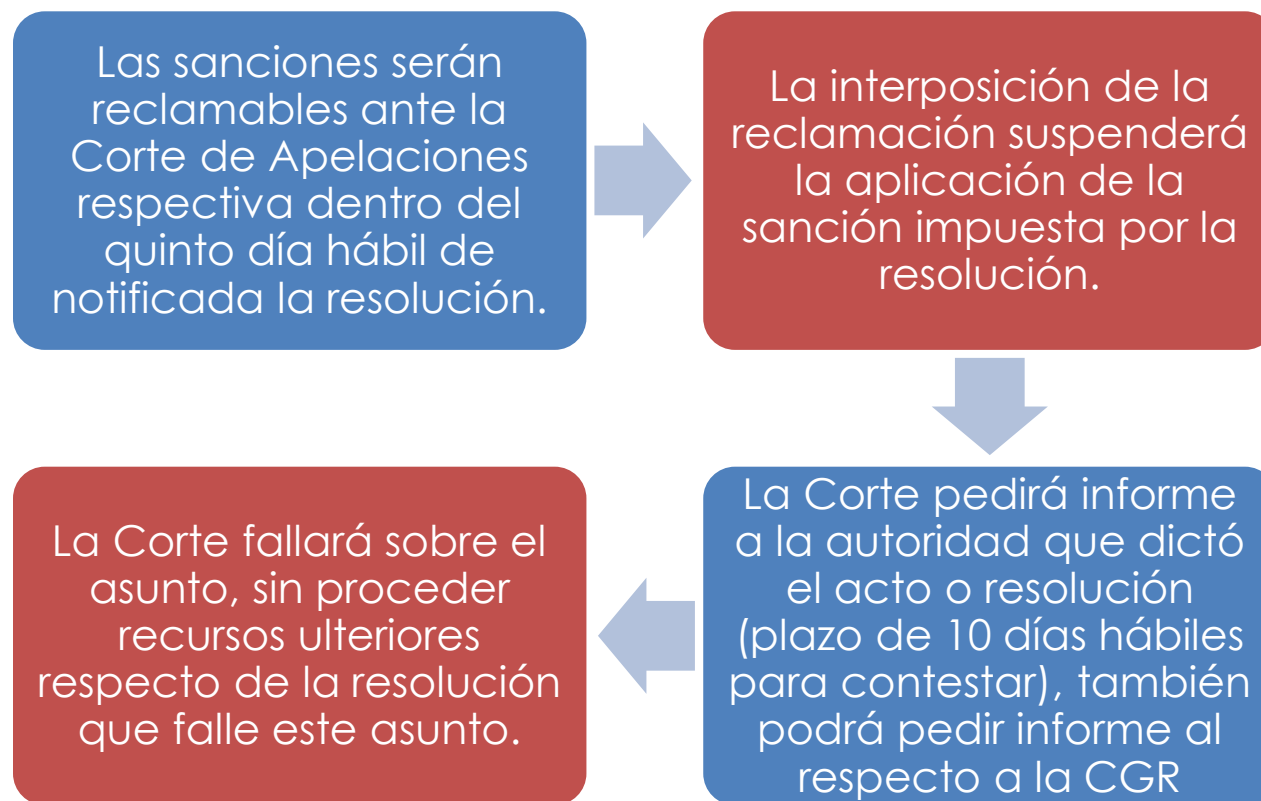 Las sanciones serán
reclamables ante la
Corte de Apelaciones
respectiva dentro del
quinto día hábil de
notificada la resolución.
La interposición de la
reclamación suspenderá
la aplicación de la
sanción impuesta por la
resolución.
La Corte pedirá informe
a la autoridad que dictó
el acto o resolución
(plazo de 10 días hábiles
para contestar), también
podrá pedir informe al
respecto a la CGR
La Corte fallará sobre el
asunto, sin proceder
recursos ulteriores
respecto de la resolución
que falle este asunto.